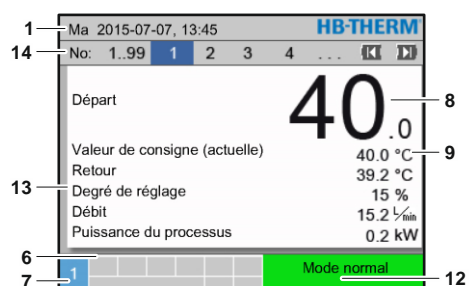 1 Ma 2015-07-07, 13:45 HB-THERM
14 No: 1..99 1 2 3 4 ...
Départ 40.0 8
Valeur de consigne (actuelle) 40.0 °C 9
Retour 39.2 °C
13 Degré de réglage 15 %
Débit 15.2 L/min
Puissance du processus 0.2 kW
6
7 1 Mode normal 12